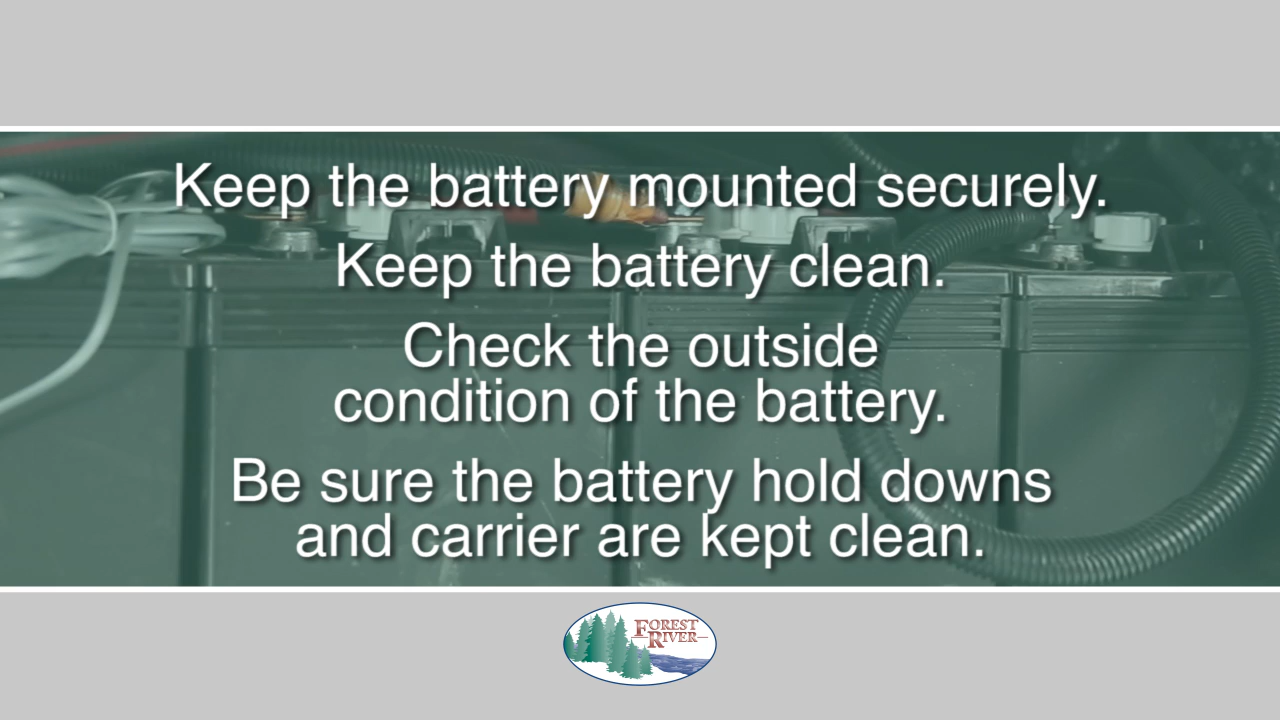 Keep the battery mounted securely.
Keep the battery clean.
Check the outside
condition of the battery.
Be sure the battery hold downs
and carrier are kept clean.
FOREST
RIVER